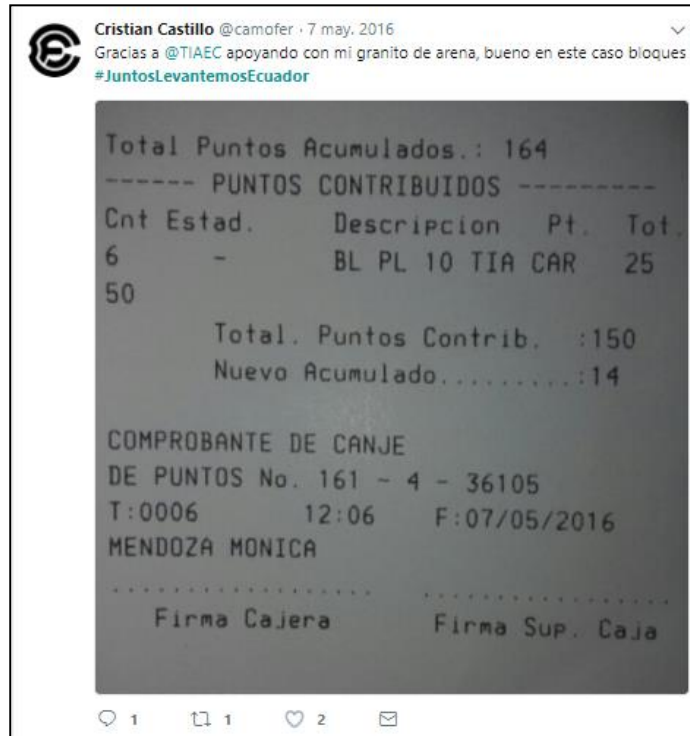 Cristian Castillo @camofer · 7 may. 2016
Gracias a @TIAEC apoyando con mi granito de arena, bueno en este caso bloques
#JuntosLevantemosEcuador
Total Puntos Acumulados.: 164
------ PUNTOS CONTRIBUIDOS ---------
Cnt Estad. Descripcion Pt. Tot.
6 - BL PL 10 TIA CAR 25
50
Total. Puntos Contrib. :150
Nuevo Acumulado..........:14
COMPROBANTE DE CANJE
DE PUNTOS No. 161 - 4 - 36105
T:0006 12:06 F:07/05/2016
MENDOZA MONICA
.................. .................
Firma Cajera Firma Sup. Caja
1 1 2